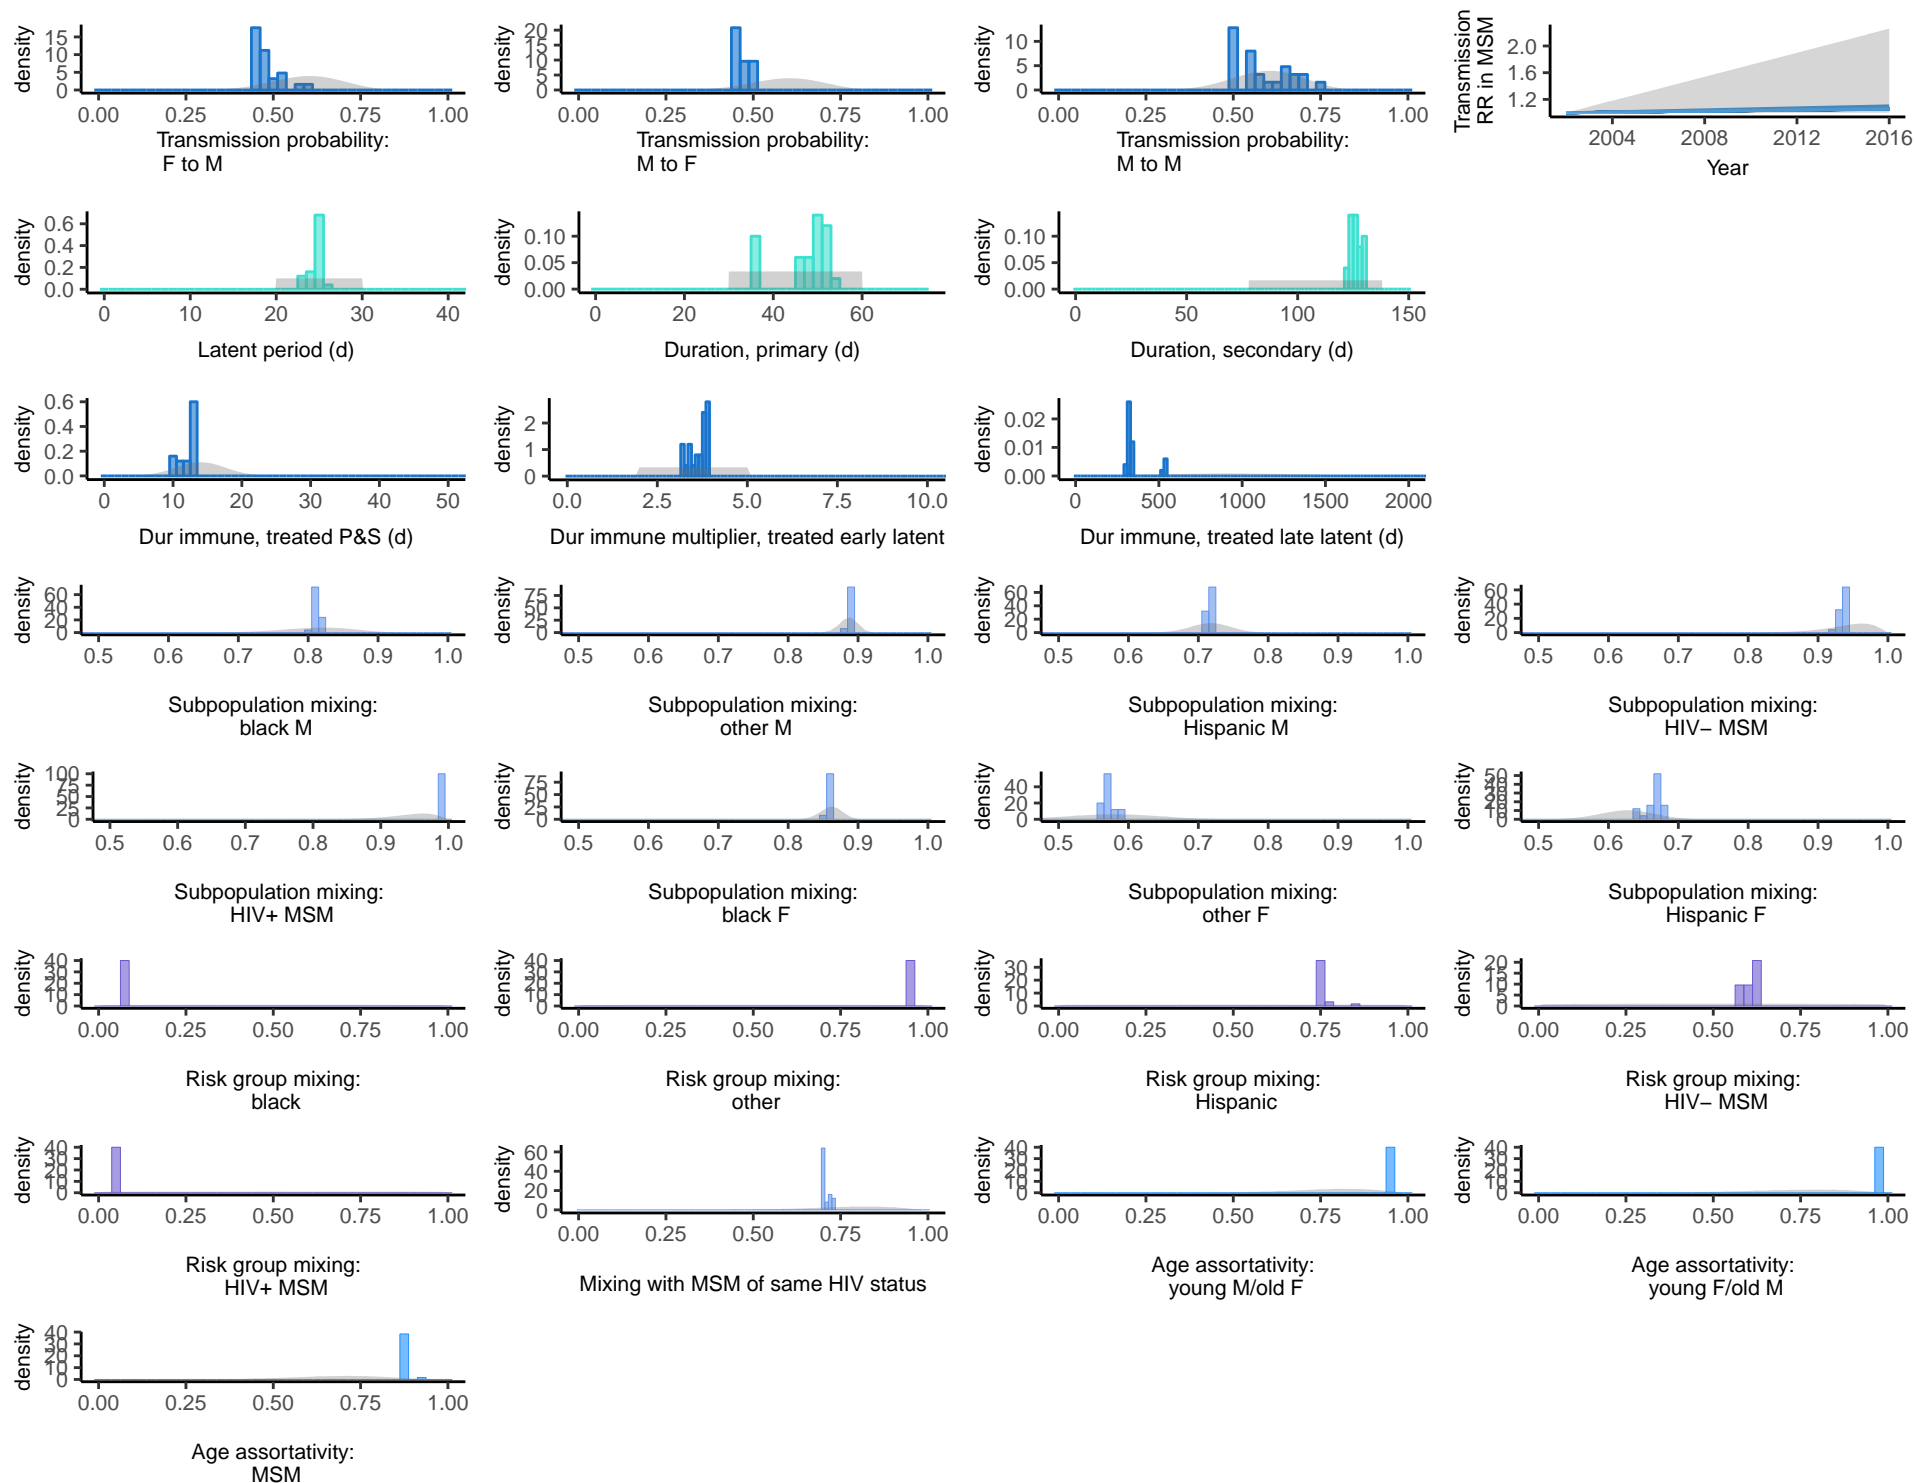 density
15
10
5
0
0.00 0.25 0.50 0.75 1.00
Transmission probability:
F to M
density
20
15
10
5
0
0.00 0.25 0.50 0.75 1.00
Transmission probability:
M to F
density
10
5
0
0.00 0.25 0.50 0.75 1.00
Transmission probability:
M to M
Transmission
RR in MSM
2.0
1.6
1.2
2004 2008 2012 2016
Year
density
0.6
0.4
0.2
0.0
0 10 20 30 40
Latent period (d)
density
0.10
0.05
0.00
0 20 40 60
Duration, primary (d)
density
0.10
0.05
0.00
0 50 100 150
Duration, secondary (d)
density
0.6
0.4
0.2
0.0
0 10 20 30 40 50
Dur immune, treated P&S (d)
density
2
1
0
0.0 2.5 5.0 7.5 10.0
Dur immune multiplier, treated early latent
density
0.02
0.01
0.00
0 500 1000 1500 2000
Dur immune, treated late latent (d)
density
60
40
20
0
0.5 0.6 0.7 0.8 0.9 1.0
Subpopulation mixing:
black M
density
75
50
25
0
0.5 0.6 0.7 0.8 0.9 1.0
Subpopulation mixing:
other M
density
60
40
20
0
0.5 0.6 0.7 0.8 0.9 1.0
Subpopulation mixing:
Hispanic M
density
60
40
20
0
0.5 0.6 0.7 0.8 0.9 1.0
Subpopulation mixing:
HIV− MSM
density
100
75
50
25
0
0.5 0.6 0.7 0.8 0.9 1.0
Subpopulation mixing:
HIV+ MSM
density
75
50
25
0
0.5 0.6 0.7 0.8 0.9 1.0
Subpopulation mixing:
black F
density
40
20
0
0.5 0.6 0.7 0.8 0.9 1.0
Subpopulation mixing:
other F
density
50
40
30
20
10
0
0.5 0.6 0.7 0.8 0.9 1.0
Subpopulation mixing:
Hispanic F
density
40
30
20
10
0
0.00 0.25 0.50 0.75 1.00
Risk group mixing:
black
density
40
30
20
10
0
0.00 0.25 0.50 0.75 1.00
Risk group mixing:
other
density
30
20
10
0
0.00 0.25 0.50 0.75 1.00
Risk group mixing:
Hispanic
density
20
15
10
5
0
0.00 0.25 0.50 0.75 1.00
Risk group mixing:
HIV− MSM
density
40
30
20
10
0
0.00 0.25 0.50 0.75 1.00
Risk group mixing:
HIV+ MSM
density
60
40
20
0
0.00 0.25 0.50 0.75 1.00
Mixing with MSM of same HIV status
density
40
30
20
10
0
0.00 0.25 0.50 0.75 1.00
Age assortativity:
young M/old F
density
40
30
20
10
0
0.00 0.25 0.50 0.75 1.00
Age assortativity:
young F/old M
density
40
30
20
10
0
0.00 0.25 0.50 0.75 1.00
Age assortativity:
MSM